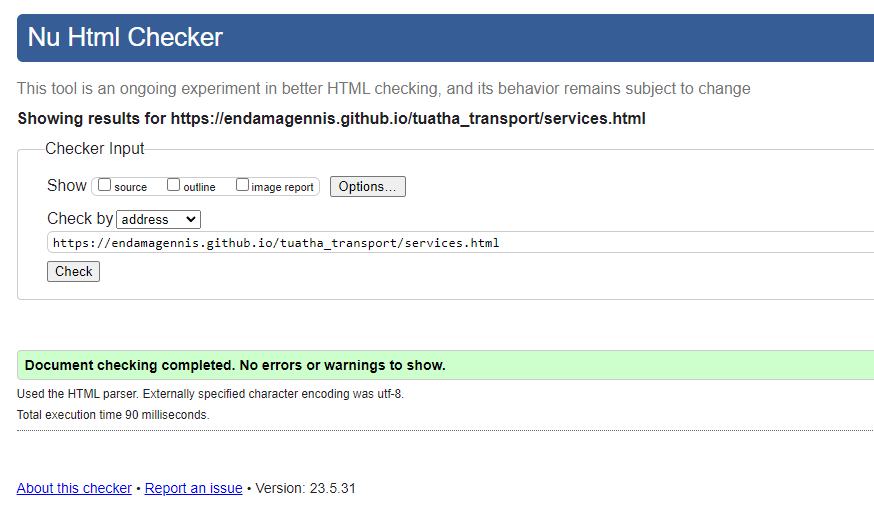 Nu Html Checker
This tool is an ongoing experiment in better HTML checking, and its behavior remains subject to change
Showing results for https://endamagennis.github.io/tuatha_transport/services.html
Checker Input
Show source outline image report Options...
Check by address
https://endamagennis.github.io/tuatha_transport/services.html
Check
Document checking completed. No errors or warnings to show.
Used the HTML parser. Externally specified character encoding was utf-8.
Total execution time 90 milliseconds.
About this checker • Report an issue • Version: 23.5.31